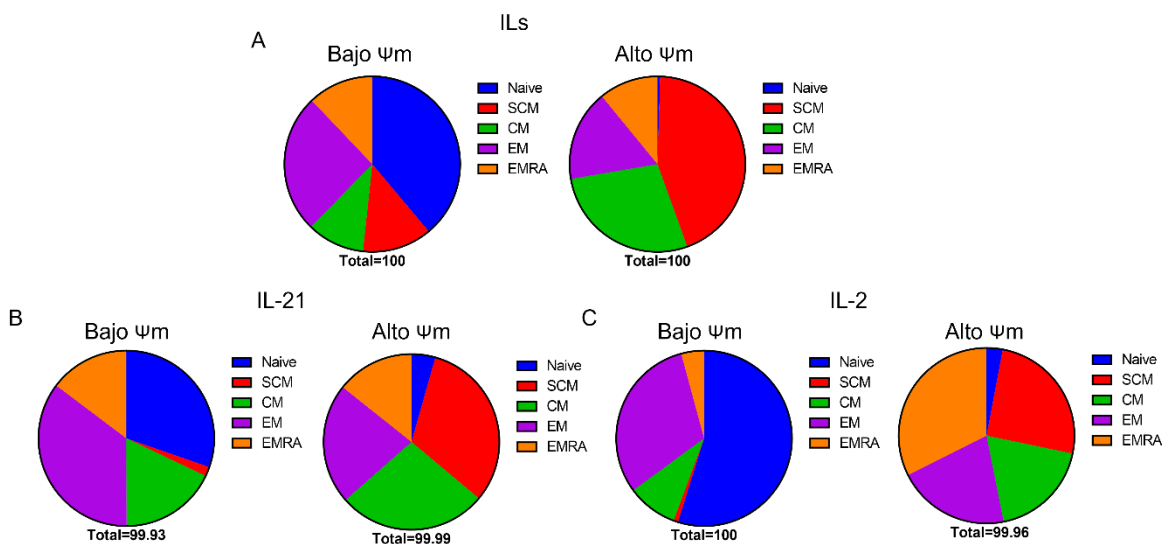 ILs
A
Bajo Ψm
Naive
SCM
CM
EM
EMRA
Total=100
Alto Ψm
Naive
SCM
CM
EM
EMRA
Total=100
IL-21
B
Bajo Ψm
Naive
SCM
CM
EM
EMRA
Total=99.93
Alto Ψm
Naive
SCM
CM
EM
EMRA
Total=99.99
IL-2
C
Bajo Ψm
Naive
SCM
CM
EM
EMRA
Total=100
Alto Ψm
Naive
SCM
CM
EM
EMRA
Total=99.96